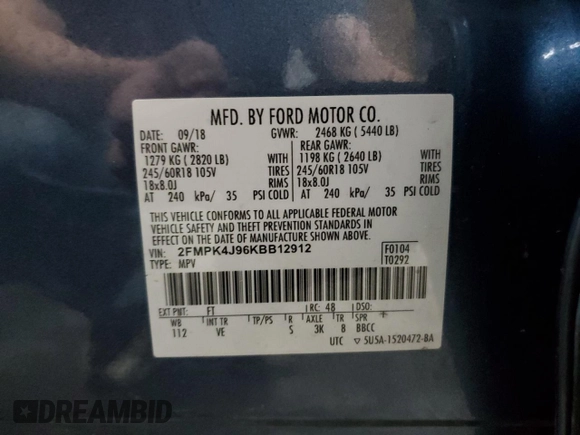 MFD. BY FORD MOTOR CO.
DATE: 09/18 GVWR: 2468 KG ( 5440 LB)
FRONT GAWR: REAR GAWR:
1279 KG ( 2820 LB) WITH 1198 KG ( 2640 LB) WITH
245/60R18 105V TIRES 245/60R18 105V TIRES
18x8.0J RIMS 18x8.0J RIMS
AT 240 kPa/ 35 PSI COLD AT 240 kPa/ 35 PSI COLD
THIS VEHICLE CONFORMS TO ALL APPLICABLE FEDERAL MOTOR
VEHICLE SAFETY AND THEFT PREVENTION STANDARDS IN
EFFECT ON THE DATE OF MANUFACTURE SHOWN ABOVE.
VIN: 2FMPK4J96KBB12912 F0104
TYPE: MPV T0292
EXT PNT: FT RC: 48 DSO:
WB INT TR TP/PS R AXLE TR SPR
112 VE S 3K 8 BBCC
UTC ▽ 5U5A-1520472-BA
DREAMBID